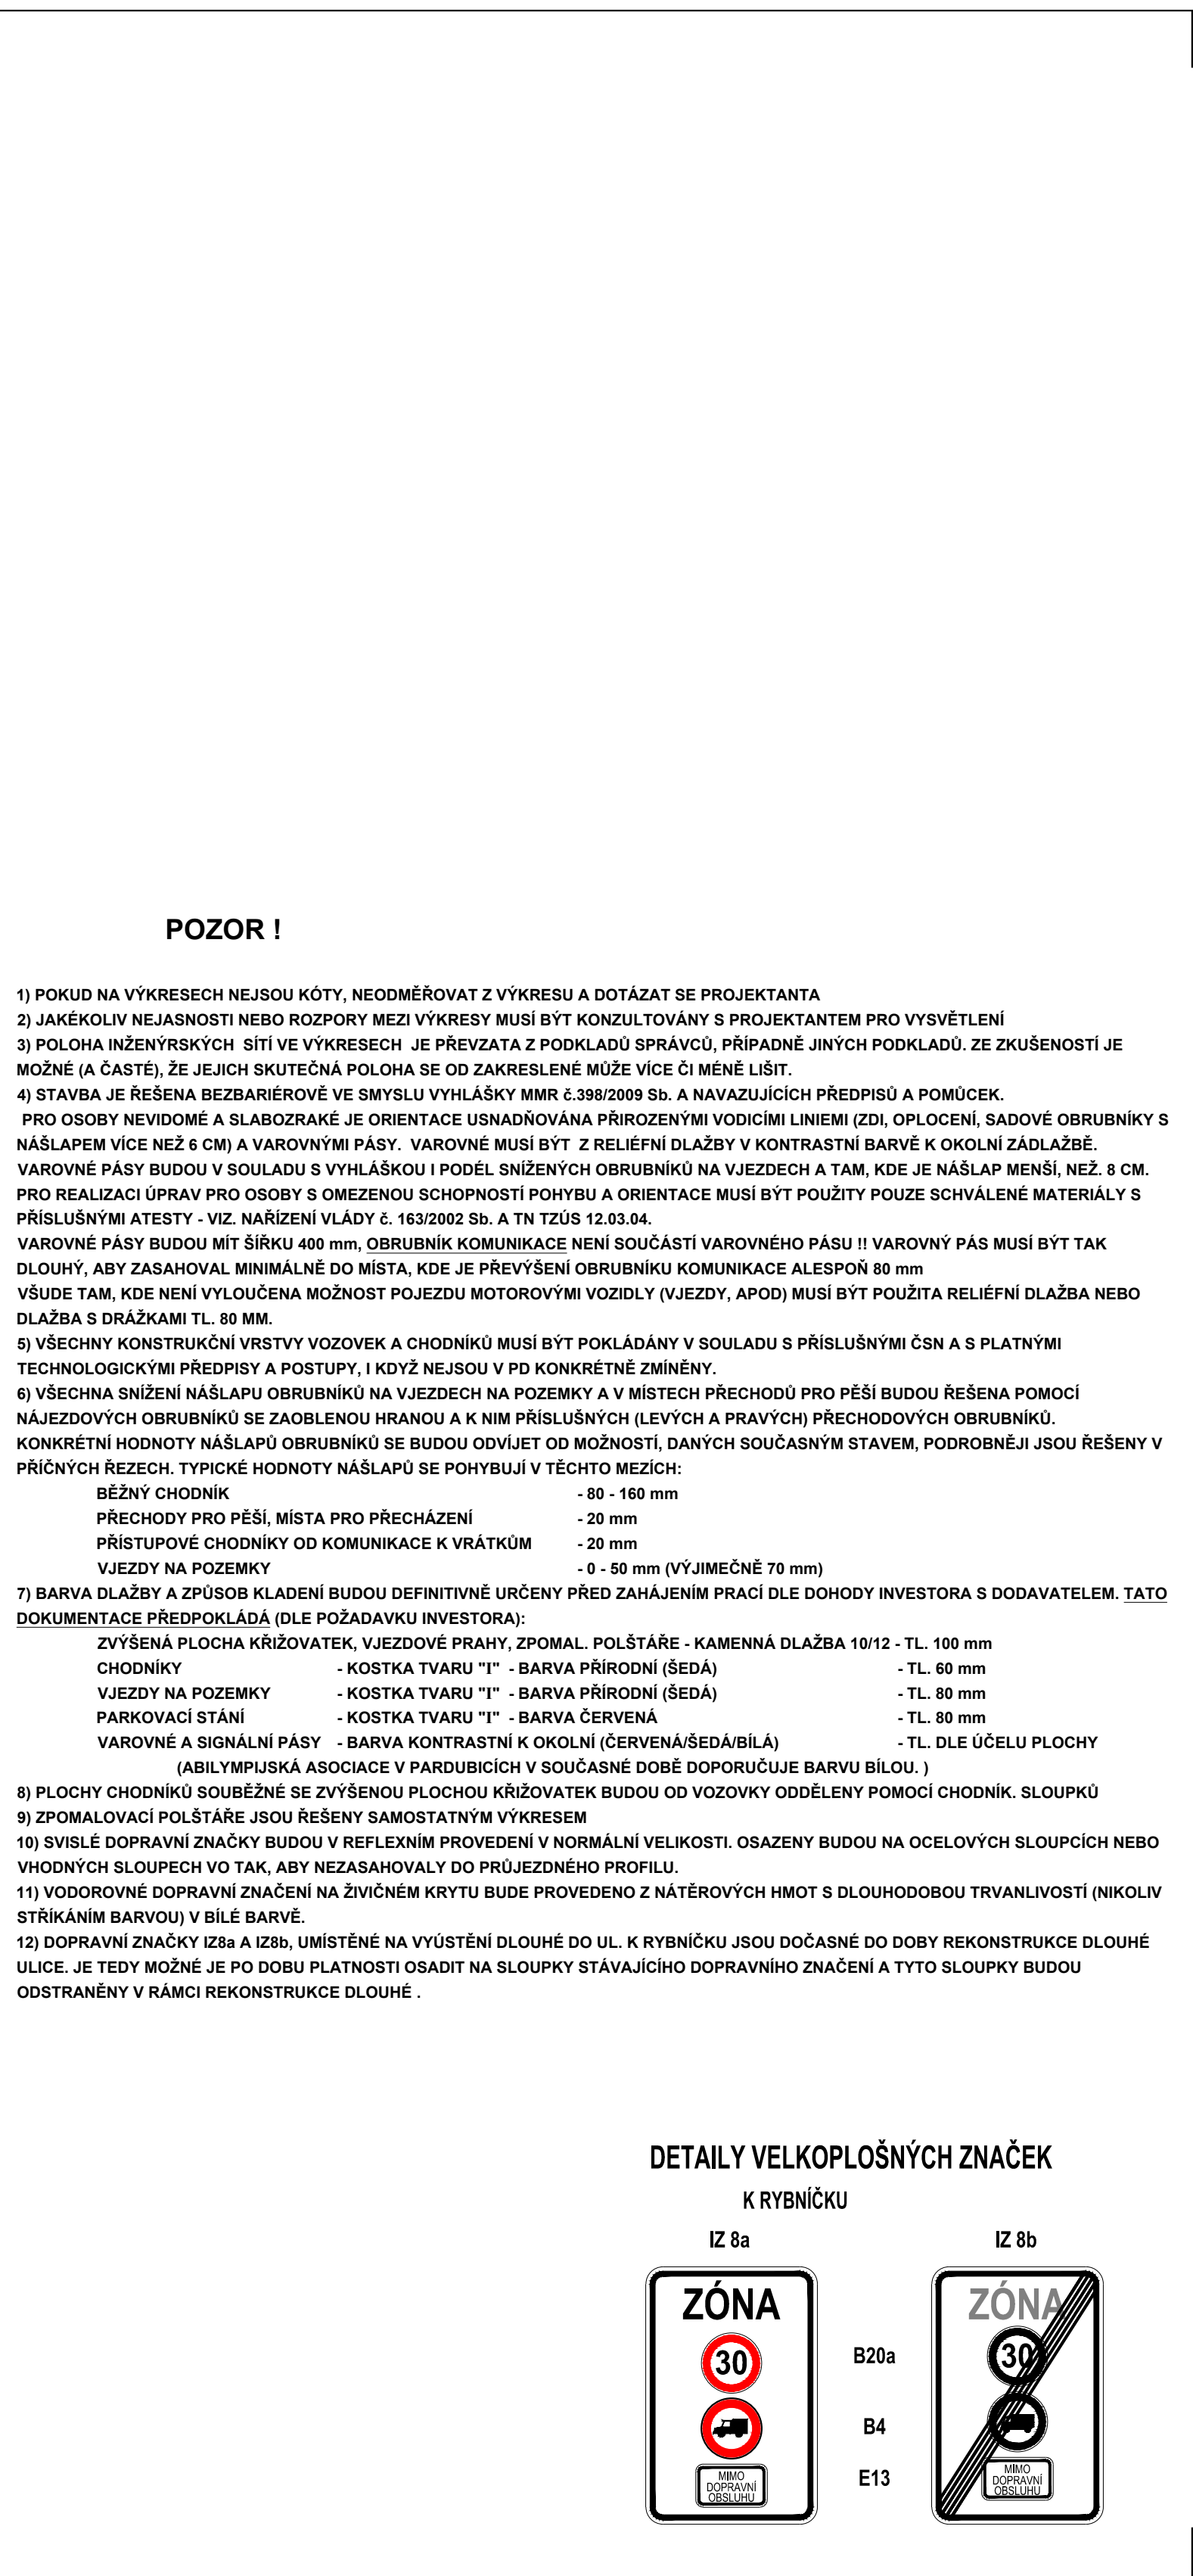 POZOR !
1) POKUD NA VÝKRESECH NEJSOU KÓTY, NEODMĚŘOVAT Z VÝKRESU A DOTÁZAT SE PROJEKTANTA
2) JAKÉKOLIV NEJASNOSTI NEBO ROZPORY MEZI VÝKRESY MUSÍ BÝT KONZULTOVÁNY S PROJEKTANTEM PRO VYSVĚTLENÍ
3) POLOHA INŽENÝRSKÝCH SÍTÍ VE VÝKRESECH JE PŘEVZATA Z PODKLADŮ SPRÁVCŮ, PŘÍPADNĚ JINÝCH PODKLADŮ. ZE ZKUŠENOSTÍ JE
MOŽNÉ (A ČASTÉ), ŽE JEJICH SKUTEČNÁ POLOHA SE OD ZAKRESLENÉ MŮŽE VÍCE ČI MÉNĚ LIŠIT.
4) STAVBA JE ŘEŠENA BEZBARIÉROVĚ VE SMYSLU VYHLÁŠKY MMR č.398/2009 Sb. A NAVAZUJÍCÍCH PŘEDPISŮ A POMŮCEK.
PRO OSOBY NEVIDOMÉ A SLABOZRAKÉ JE ORIENTACE USNADŇOVÁNA PŘIROZENÝMI VODICÍMI LINIEMI (ZDI, OPLOCENÍ, SADOVÉ OBRUBNÍKY S
NÁŠLAPEM VÍCE NEŽ 6 CM) A VAROVNÝMI PÁSY. VAROVNÉ MUSÍ BÝT Z RELIÉFNÍ DLAŽBY V KONTRASTNÍ BARVĚ K OKOLNÍ ZÁDLAŽBĚ.
VAROVNÉ PÁSY BUDOU V SOULADU S VYHLÁŠKOU I PODÉL SNÍŽENÝCH OBRUBNÍKŮ NA VJEZDECH A TAM, KDE JE NÁŠLAP MENŠÍ, NEŽ. 8 CM.
PRO REALIZACI ÚPRAV PRO OSOBY S OMEZENOU SCHOPNOSTÍ POHYBU A ORIENTACE MUSÍ BÝT POUŽITY POUZE SCHVÁLENÉ MATERIÁLY S
PŘÍSLUŠNÝMI ATESTY - VIZ. NAŘÍZENÍ VLÁDY č. 163/2002 Sb. A TN TZÚS 12.03.04.
VAROVNÉ PÁSY BUDOU MÍT ŠÍŘKU 400 mm, OBRUBNÍK KOMUNIKACE NENÍ SOUČÁSTÍ VAROVNÉHO PÁSU !! VAROVNÝ PÁS MUSÍ BÝT TAK
DLOUHÝ, ABY ZASAHOVAL MINIMÁLNĚ DO MÍSTA, KDE JE PŘEVÝŠENÍ OBRUBNÍKU KOMUNIKACE ALESPOŇ 80 mm
VŠUDE TAM, KDE NENÍ VYLOUČENA MOŽNOST POJEZDU MOTOROVÝMI VOZIDLY (VJEZDY, APOD) MUSÍ BÝT POUŽITA RELIÉFNÍ DLAŽBA NEBO
DLAŽBA S DRÁŽKAMI TL. 80 MM.
5) VŠECHNY KONSTRUKČNÍ VRSTVY VOZOVEK A CHODNÍKŮ MUSÍ BÝT POKLÁDÁNY V SOULADU S PŘÍSLUŠNÝMI ČSN A S PLATNÝMI
TECHNOLOGICKÝMI PŘEDPISY A POSTUPY, I KDYŽ NEJSOU V PD KONKRÉTNĚ ZMÍNĚNY.
6) VŠECHNA SNÍŽENÍ NÁŠLAPU OBRUBNÍKŮ NA VJEZDECH NA POZEMKY A V MÍSTECH PŘECHODŮ PRO PĚŠÍ BUDOU ŘEŠENA POMOCÍ
NÁJEZDOVÝCH OBRUBNÍKŮ SE ZAOBLENOU HRANOU A K NIM PŘÍSLUŠNÝCH (LEVÝCH A PRAVÝCH) PŘECHODOVÝCH OBRUBNÍKŮ.
KONKRÉTNÍ HODNOTY NÁŠLAPŮ OBRUBNÍKŮ SE BUDOU ODVÍJET OD MOŽNOSTÍ, DANÝCH SOUČASNÝM STAVEM, PODROBNĚJI JSOU ŘEŠENY V
PŘÍČNÝCH ŘEZECH. TYPICKÉ HODNOTY NÁŠLAPŮ SE POHYBUJÍ V TĚCHTO MEZÍCH:
BĚŽNÝ CHODNÍK - 80 - 160 mm
PŘECHODY PRO PĚŠÍ, MÍSTA PRO PŘECHÁZENÍ - 20 mm
PŘÍSTUPOVÉ CHODNÍKY OD KOMUNIKACE K VRÁTKŮM - 20 mm
VJEZDY NA POZEMKY - 0 - 50 mm (VÝJIMEČNĚ 70 mm)
7) BARVA DLAŽBY A ZPŮSOB KLADENÍ BUDOU DEFINITIVNĚ URČENY PŘED ZAHÁJENÍM PRACÍ DLE DOHODY INVESTORA S DODAVATELEM. TATO
DOKUMENTACE PŘEDPOKLÁDÁ (DLE POŽADAVKU INVESTORA):
ZVÝŠENÁ PLOCHA KŘIŽOVATEK, VJEZDOVÉ PRAHY, ZPOMAL. POLŠTÁŘE - KAMENNÁ DLAŽBA 10/12 - TL. 100 mm
CHODNÍKY - KOSTKA TVARU "I" - BARVA PŘÍRODNÍ (ŠEDÁ) - TL. 60 mm
VJEZDY NA POZEMKY - KOSTKA TVARU "I" - BARVA PŘÍRODNÍ (ŠEDÁ) - TL. 80 mm
PARKOVACÍ STÁNÍ - KOSTKA TVARU "I" - BARVA ČERVENÁ - TL. 80 mm
VAROVNÉ A SIGNÁLNÍ PÁSY - BARVA KONTRASTNÍ K OKOLNÍ (ČERVENÁ/ŠEDÁ/BÍLÁ) - TL. DLE ÚČELU PLOCHY
(ABILYMPIJSKÁ ASOCIACE V PARDUBICÍCH V SOUČASNÉ DOBĚ DOPORUČUJE BARVU BÍLOU. )
8) PLOCHY CHODNÍKŮ SOUBĚŽNÉ SE ZVÝŠENOU PLOCHOU KŘIŽOVATEK BUDOU OD VOZOVKY ODDĚLENY POMOCÍ CHODNÍK. SLOUPKŮ
9) ZPOMALOVACÍ POLŠTÁŘE JSOU ŘEŠENY SAMOSTATNÝM VÝKRESEM
10) SVISLÉ DOPRAVNÍ ZNAČKY BUDOU V REFLEXNÍM PROVEDENÍ V NORMÁLNÍ VELIKOSTI. OSAZENY BUDOU NA OCELOVÝCH SLOUPCÍCH NEBO
VHODNÝCH SLOUPECH VO TAK, ABY NEZASAHOVALY DO PRŮJEZDNÉHO PROFILU.
11) VODOROVNÉ DOPRAVNÍ ZNAČENÍ NA ŽIVIČNÉM KRYTU BUDE PROVEDENO Z NÁTĚROVÝCH HMOT S DLOUHODOBOU TRVANLIVOSTÍ (NIKOLIV
STŘÍKÁNÍM BARVOU) V BÍLÉ BARVĚ.
12) DOPRAVNÍ ZNAČKY IZ8a A IZ8b, UMÍSTĚNÉ NA VYÚSTĚNÍ DLOUHÉ DO UL. K RYBNÍČKU JSOU DOČASNÉ DO DOBY REKONSTRUKCE DLOUHÉ
ULICE. JE TEDY MOŽNÉ JE PO DOBU PLATNOSTI OSADIT NA SLOUPKY STÁVAJÍCÍHO DOPRAVNÍHO ZNAČENÍ A TYTO SLOUPKY BUDOU
ODSTRANĚNY V RÁMCI REKONSTRUKCE DLOUHÉ .
DETAILY VELKOPLOŠNÝCH ZNAČEK
K RYBNÍČKU
IZ 8a IZ 8b
ZÓNA ZÓNA
30 B20a 30
B4
E13
MIMO
DOPRAVNÍ
OBSLUHU
MIMO
DOPRAVNÍ
OBSLUHU